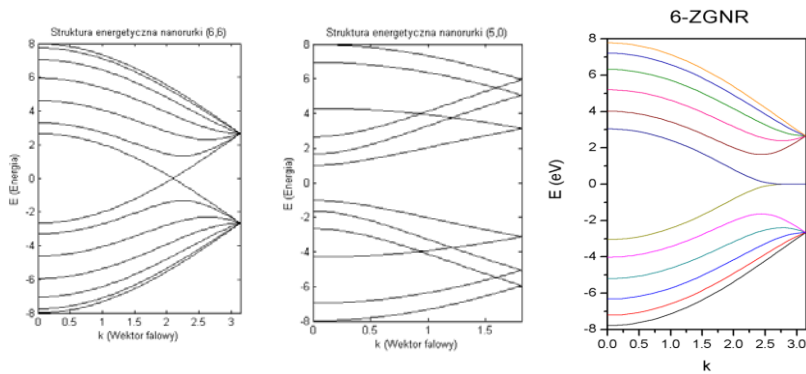 Struktura energetyczna nanorurki (6,6)
8
6
4
2
0
-2
-4
-6
-8
E (Energia)
0 0.5 1 1.5 2 2.5 3
k (Wektor falowy)
Struktura energetyczna nanorurki (5,0)
8
6
4
2
0
-2
-4
-6
-8
E (Energia)
0 0.5 1 1.5
k (Wektor falowy)
6-ZGNR
8
6
4
2
0
-2
-4
-6
-8
E (eV)
0.0 0.5 1.0 1.5 2.0 2.5 3.0
k